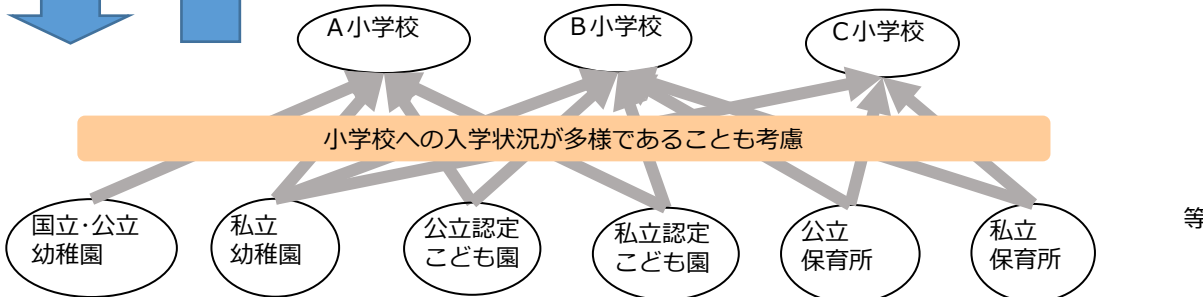 A小学校
B小学校
C小学校
小学校への入学状況が多様であることも考慮
国立・公立
幼稚園
私立
幼稚園
公立認定
こども園
私立認定
こども園
公立
保育所
私立
保育所
等